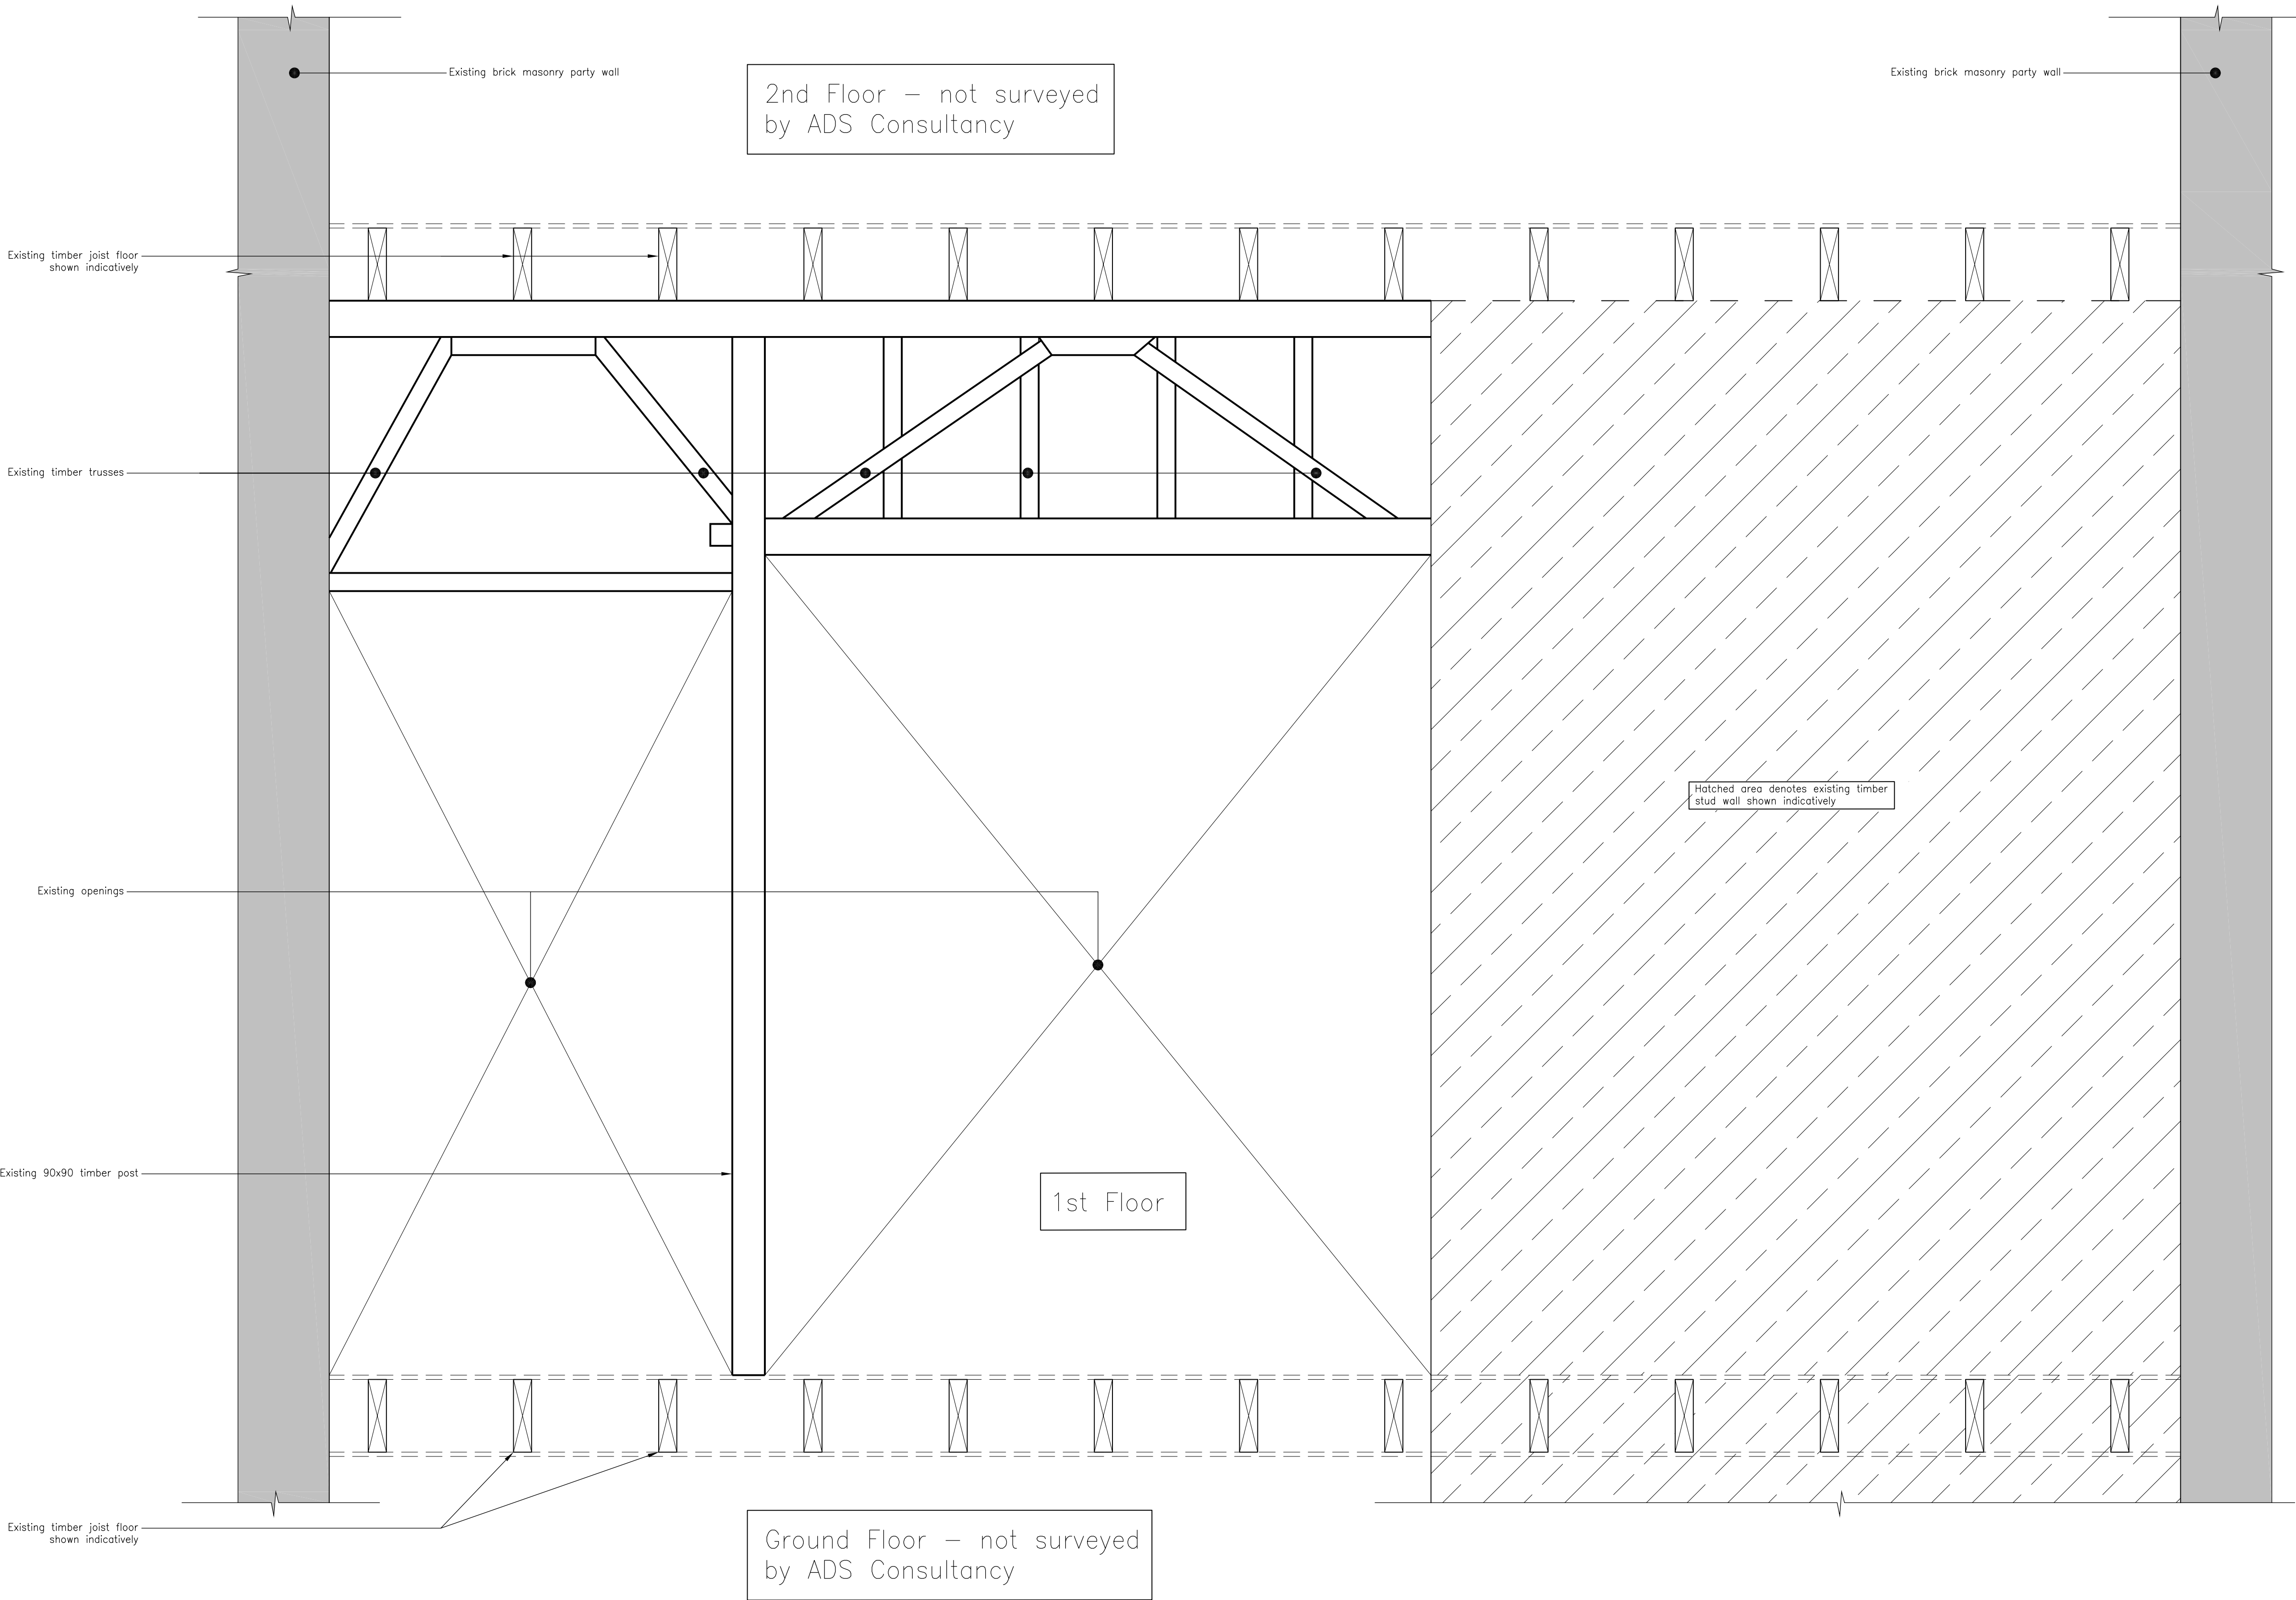 Existing brick masonry party wall
Existing brick masonry party wall
2nd Floor – not surveyed
by ADS Consultancy
Existing timber joist floor
shown indicatively
Existing timber trusses
Hatched area denotes existing timber
stud wall shown indicatively
Existing openings
Existing 90x90 timber post
1st Floor
Existing timber joist floor
shown indicatively
Ground Floor – not surveyed
by ADS Consultancy